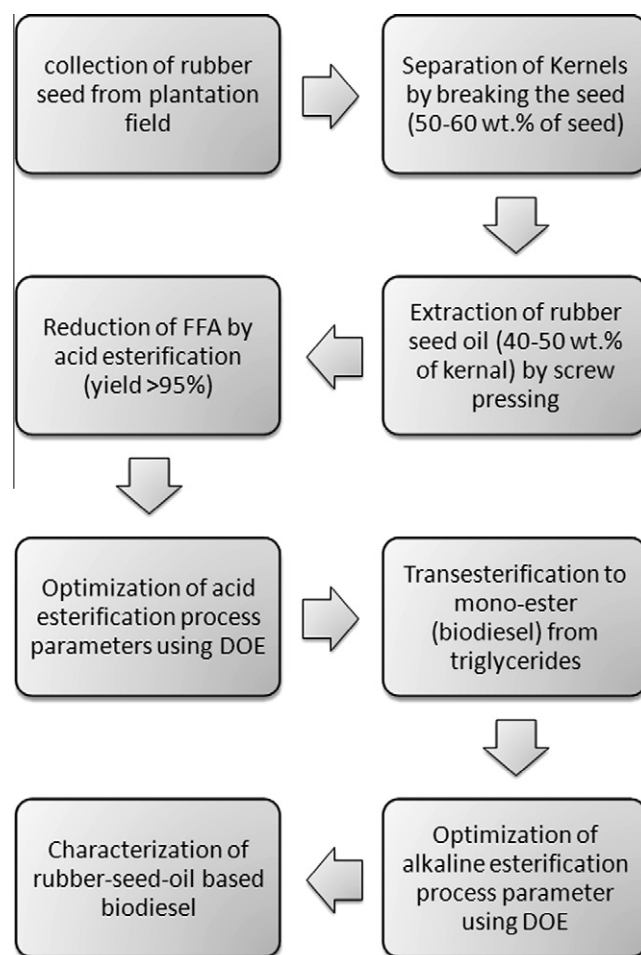 collection of rubber
seed from plantation
field
Separation of Kernels
by breaking the seed
(50-60 wt.% of seed)
Extraction of rubber
seed oil (40-50 wt.%
of kernal) by screw
pressing
Reduction of FFA by
acid esterification
(yield >95%)
Optimization of acid
esterification process
parameters using DOE
Transesterification to
mono-ester
(biodiesel) from
triglycerides
Optimization of
alkaline esterification
process parameter
using DOE
Characterization of
rubber-seed-oil based
biodiesel